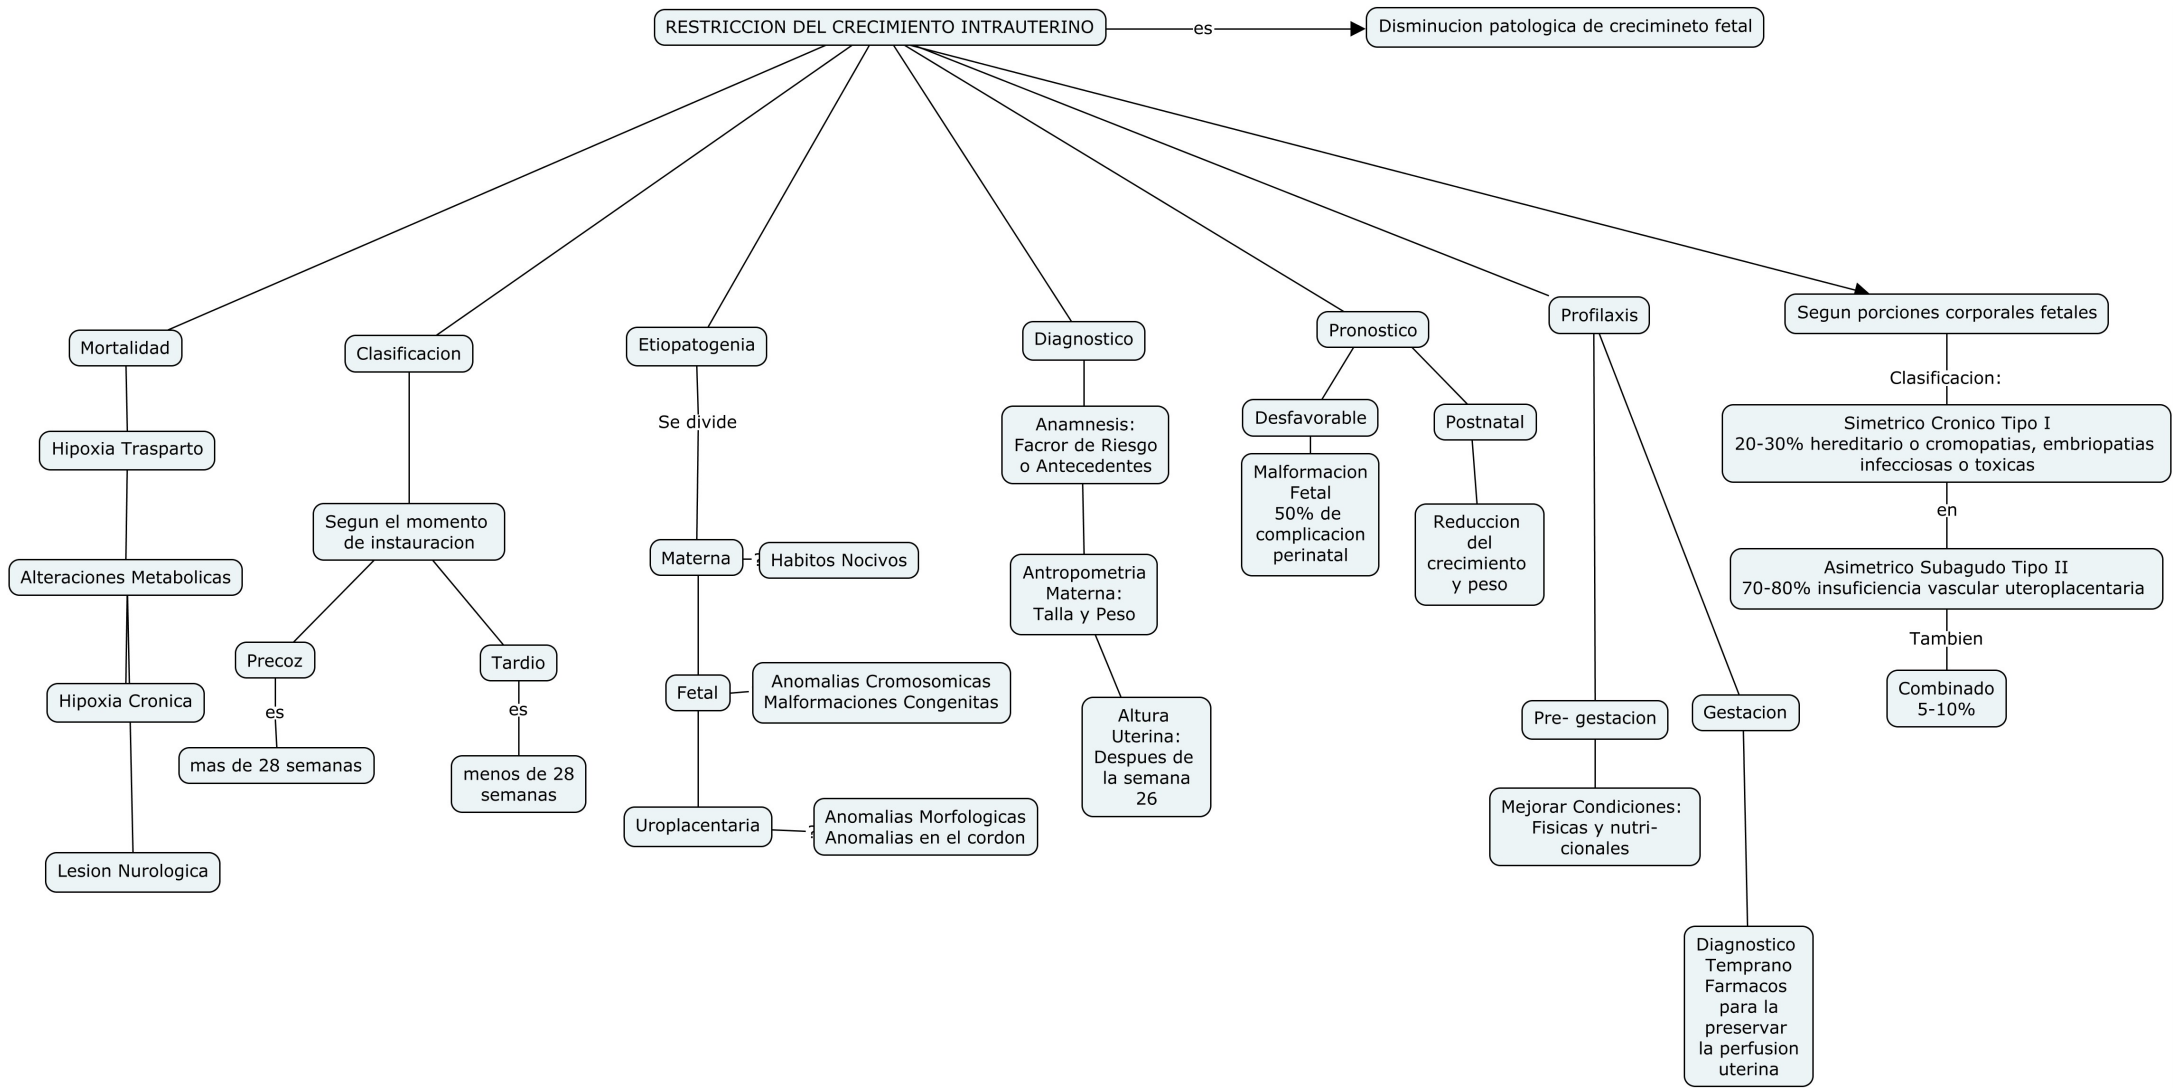 RESTRICCION DEL CRECIMIENTO INTRAUTERINO
es
Disminucion patologica de crecimineto fetal
Mortalidad
Hipoxia Trasparto
Alteraciones Metabolicas
Hipoxia Cronica
Lesion Nurologica
Clasificacion
Segun el momento
de instauracion
Precoz
es
mas de 28 semanas
Tardio
es
menos de 28
semanas
Etiopatogenia
Se divide
Materna
?
Habitos Nocivos
Fetal
Anomalias Cromosomicas
Malformaciones Congenitas
Uroplacentaria
?
Anomalias Morfologicas
Anomalias en el cordon
Diagnostico
Anamnesis:
Facror de Riesgo
o Antecedentes
Antropometria
Materna:
Talla y Peso
Altura
Uterina:
Despues de
la semana
26
Pronostico
Desfavorable
Malformacion
Fetal
50% de
complicacion
perinatal
Postnatal
Reduccion
del
crecimiento
y peso
Profilaxis
Pre- gestacion
Mejorar Condiciones:
Fisicas y nutri-
cionales
Gestacion
Diagnostico
Temprano
Farmacos
para la
preservar
la perfusion
uterina
Segun porciones corporales fetales
Clasificacion:
Simetrico Cronico Tipo I
20-30% hereditario o cromopatias, embriopatias
infecciosas o toxicas
en
Asimetrico Subagudo Tipo II
70-80% insuficiencia vascular uteroplacentaria
Tambien
Combinado
5-10%